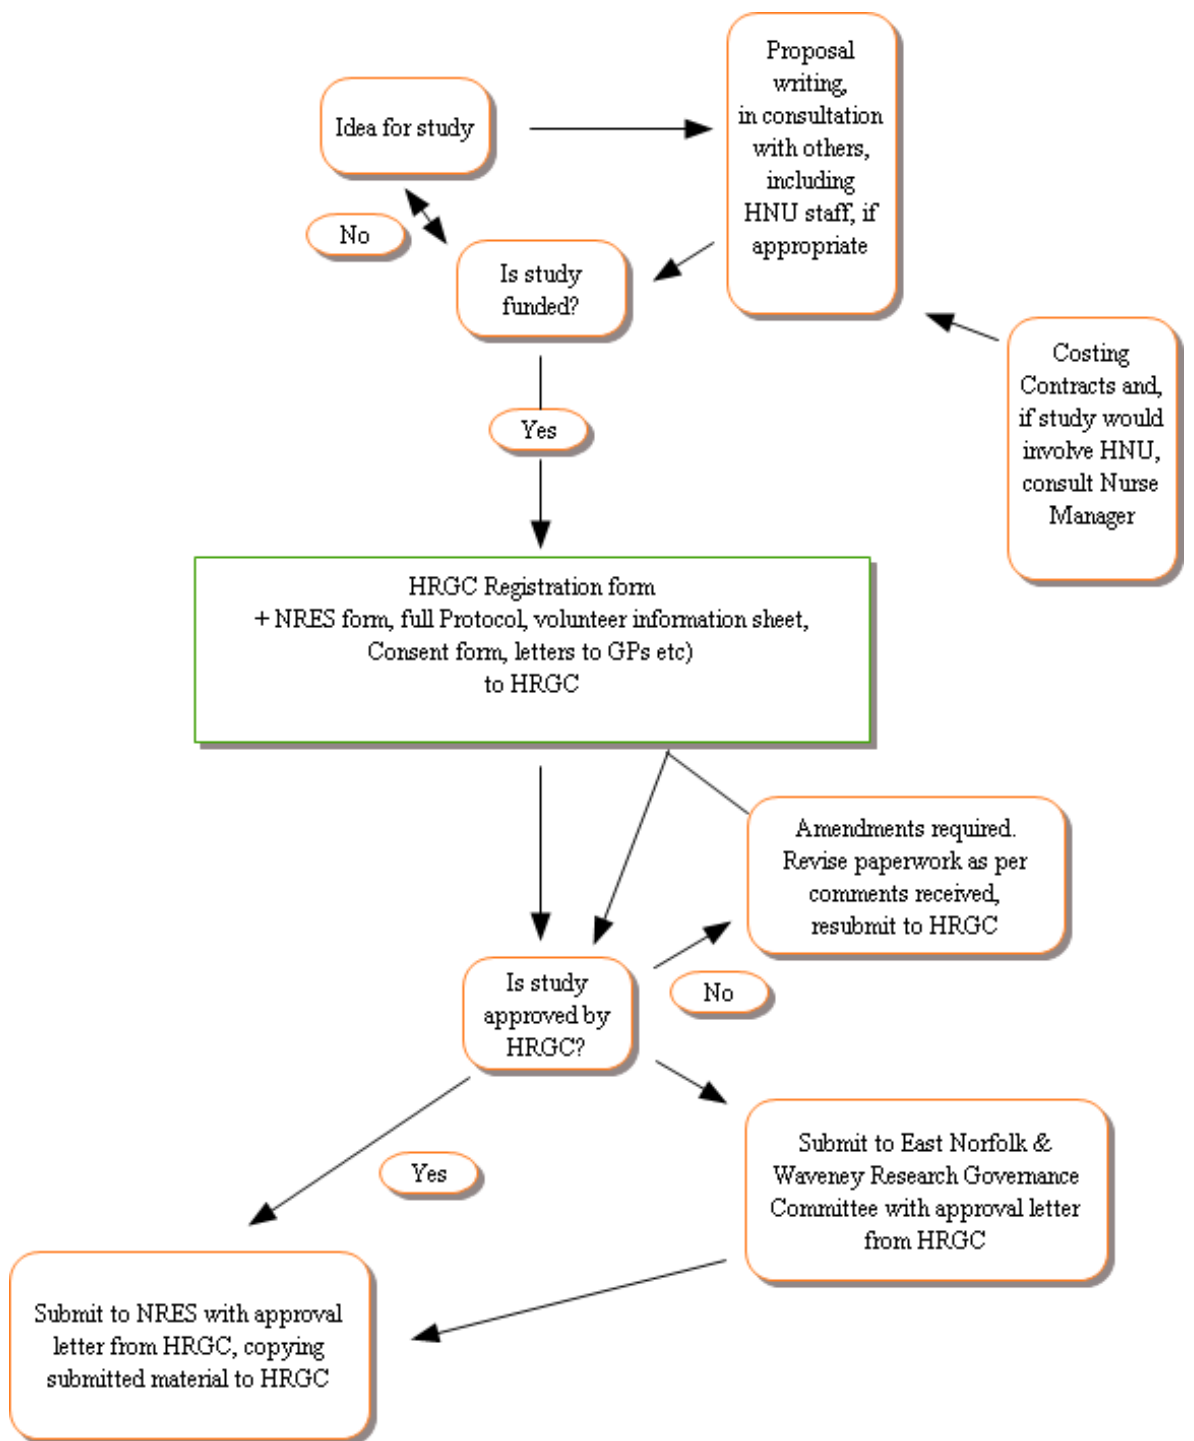 Idea for study
Proposal
writing,
in consultation
with others,
including
HNU staff, if
appropriate
No
Is study
funded?
Costing
Contracts and,
if study would
involve HNU,
consult Nurse
Manager
Yes
HRGC Registration form
+ NRES form, full Protocol, volunteer information sheet,
Consent form, letters to GPs etc)
to HRGC
Amendments required.
Revise paperwork as per
comments received,
resubmit to HRGC
Is study
approved by
HRGC?
No
Yes
Submit to East Norfolk &
Waveney Research Governance
Committee with approval letter
from HRGC
Submit to NRES with approval
letter from HRGC, copying
submitted material to HRGC